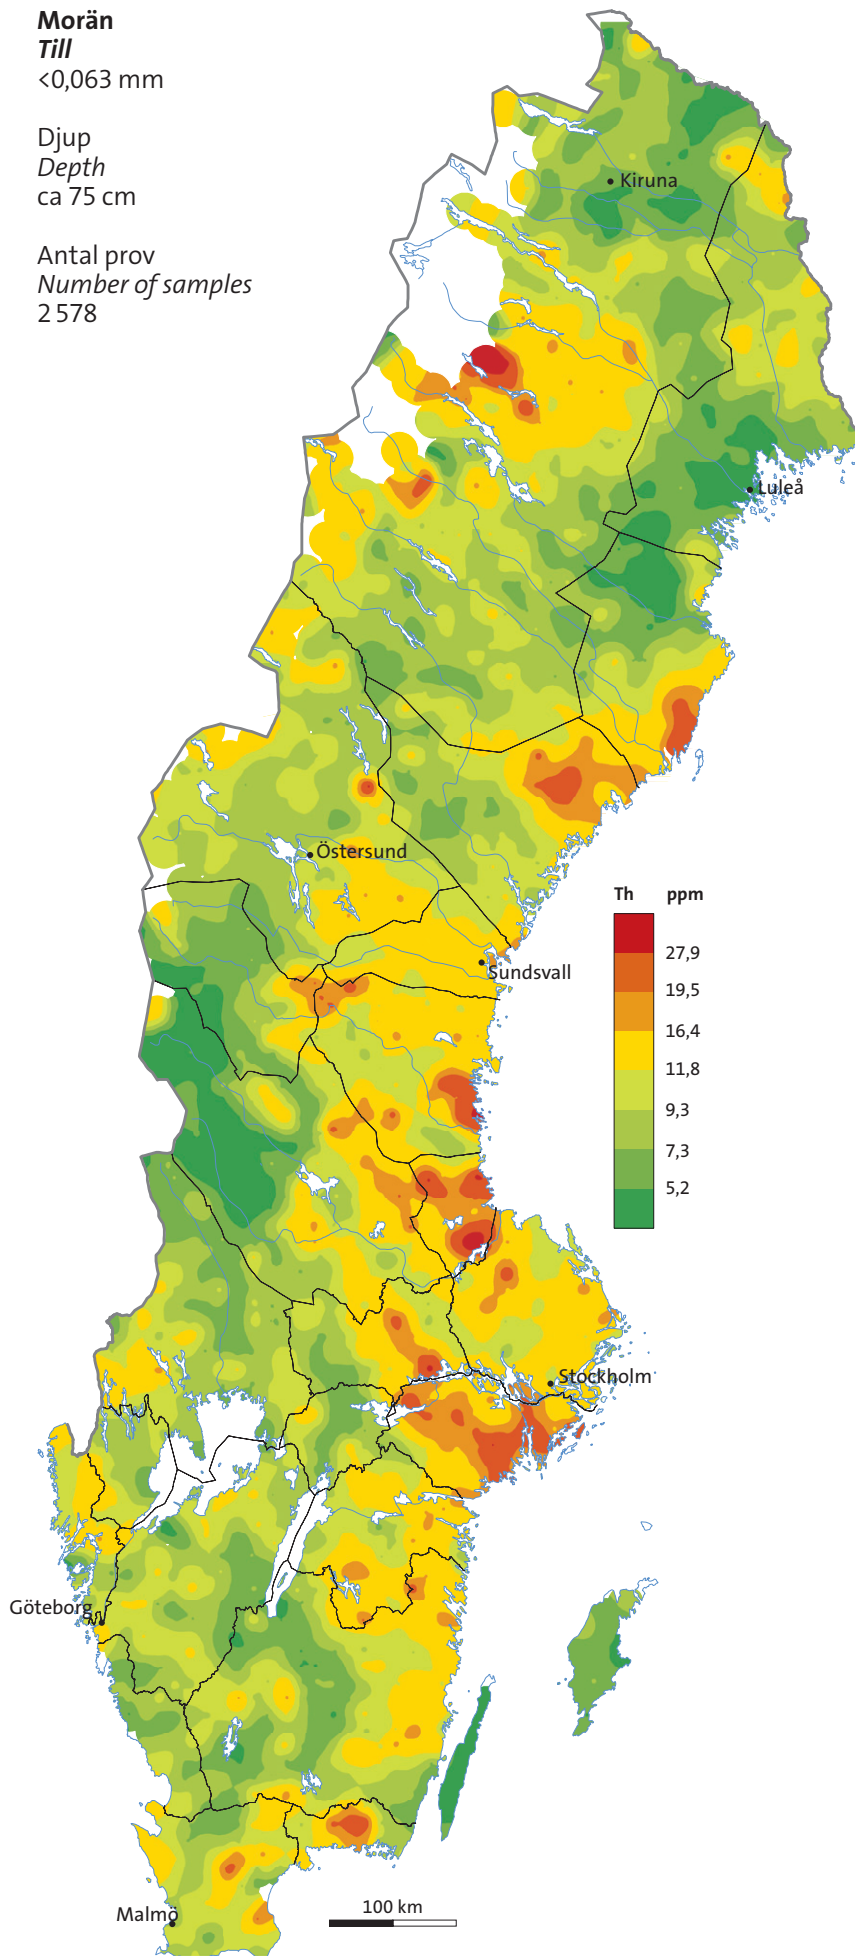 Morän
Till
<0,063 mm
Djup
Depth
ca 75 cm
Antal prov
Number of samples
2 578
Kiruna
Luleå
Östersund
Sundsvall
Th ppm
27,9
19,5
16,4
11,8
9,3
7,3
5,2
Stockholm
Göteborg
Malmö
100 km